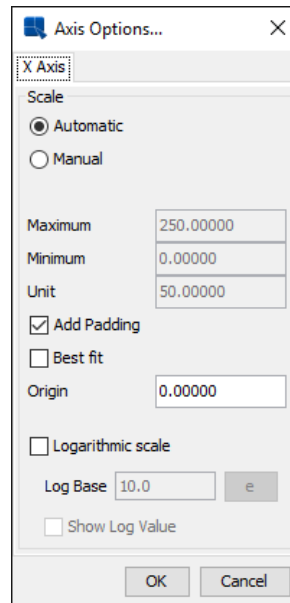 Axis Options...
X Axis
Scale
Automatic
Manual
Maximum 250.00000
Minimum 0.00000
Unit 50.00000
Add Padding
Best fit
Origin 0.00000
Logarithmic scale
Log Base 10.0 e
Show Log Value
OK Cancel